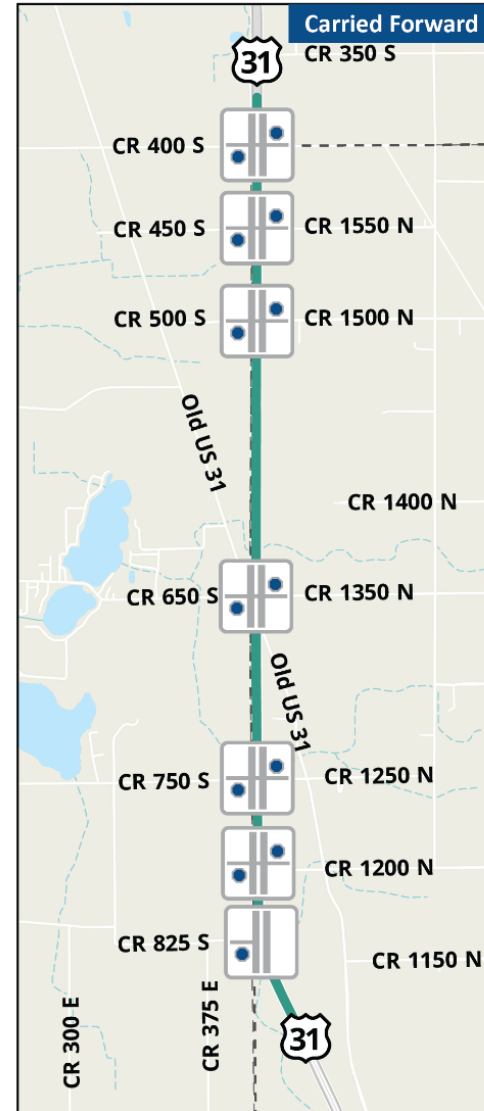 Carried Forward
31
CR 350 S
CR 400 S
CR 450 S
CR 1550 N
CR 500 S
CR 1500 N
Old US 31
CR 1400 N
CR 650 S
CR 1350 N
Old US 31
CR 750 S
CR 1250 N
CR 1200 N
CR 825 S
CR 1150 N
CR 300 E
CR 375 E
31